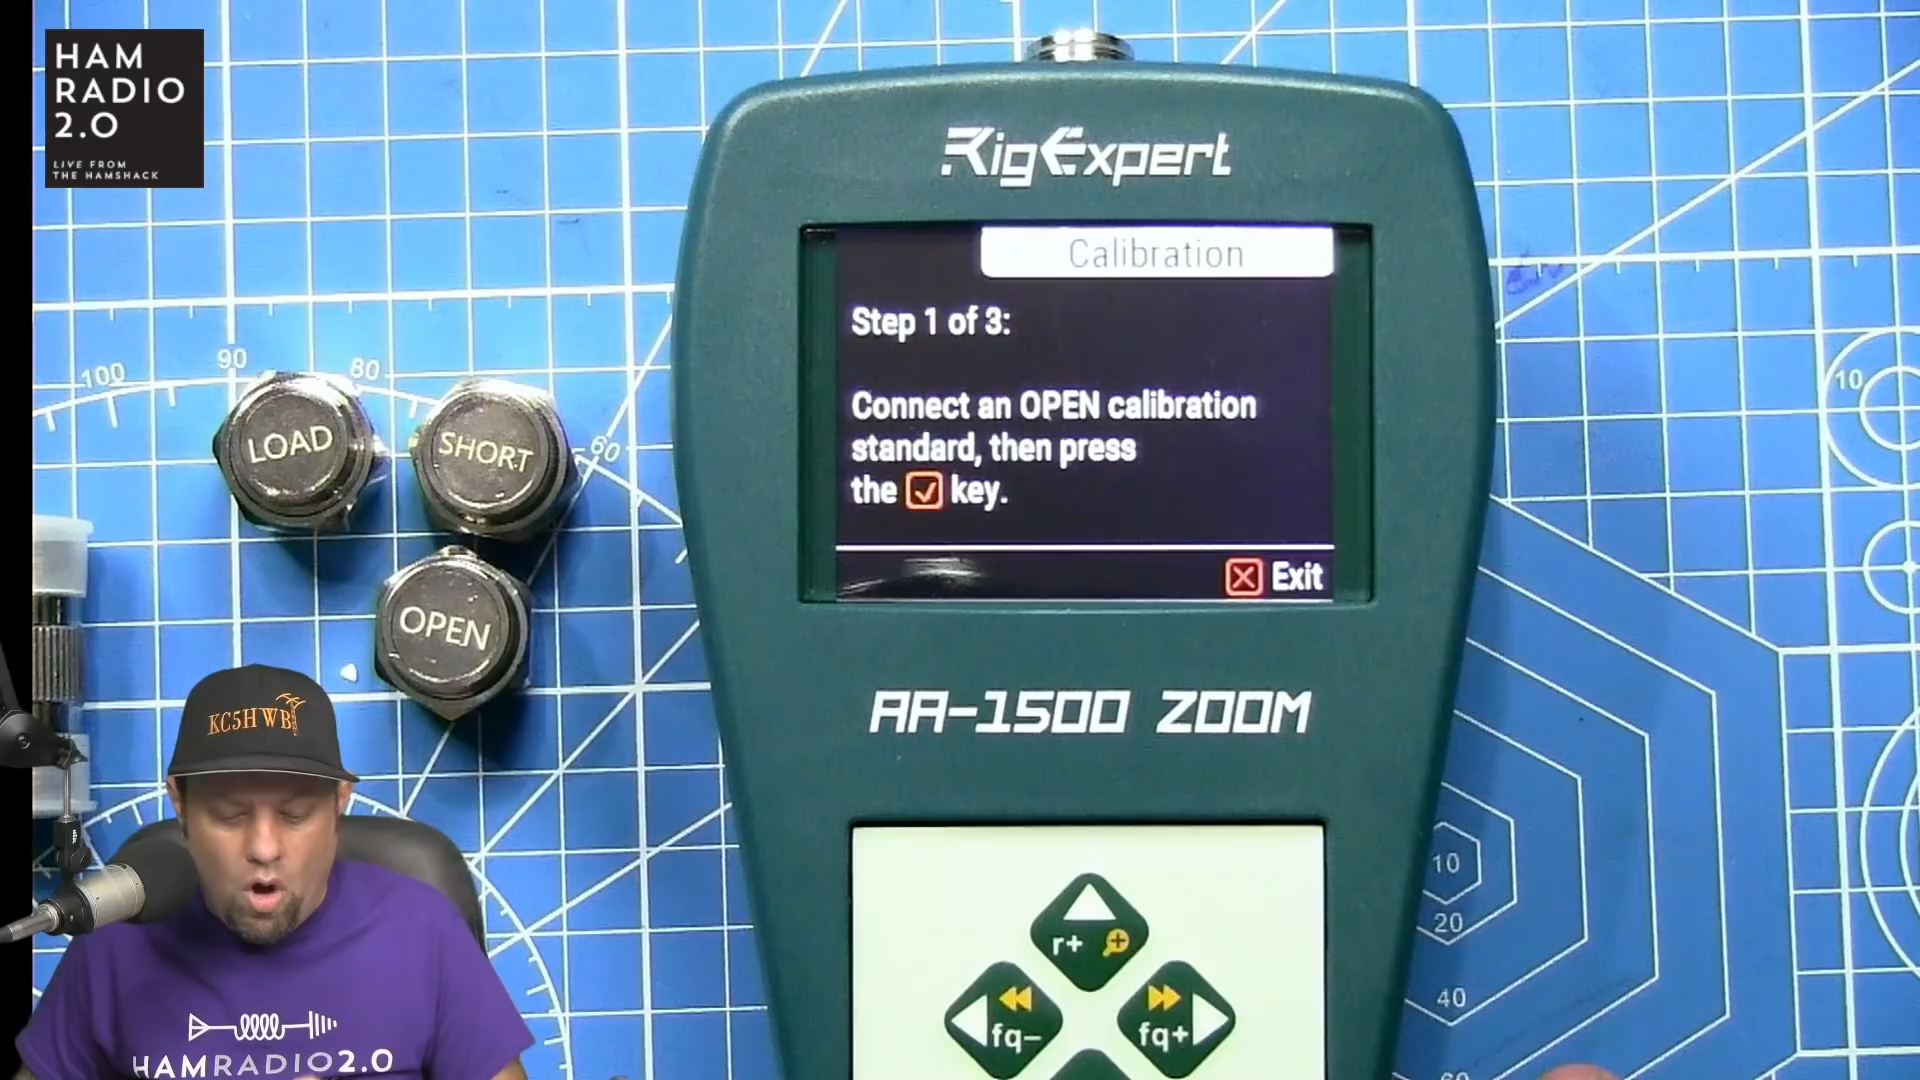 HAM
RADIO
2.0
LIVE FROM
THE HAMSHACK
RigExpert
Calibration
Step 1 of 3:
Connect an OPEN calibration
standard, then press
the key.
Exit
100
90
80
60
LOAD
SHORT
OPEN
AA-1500 ZOOM
r+
fq-
fq+
10
10
20
40
60
KC5HWB
HAMRADIO2.0